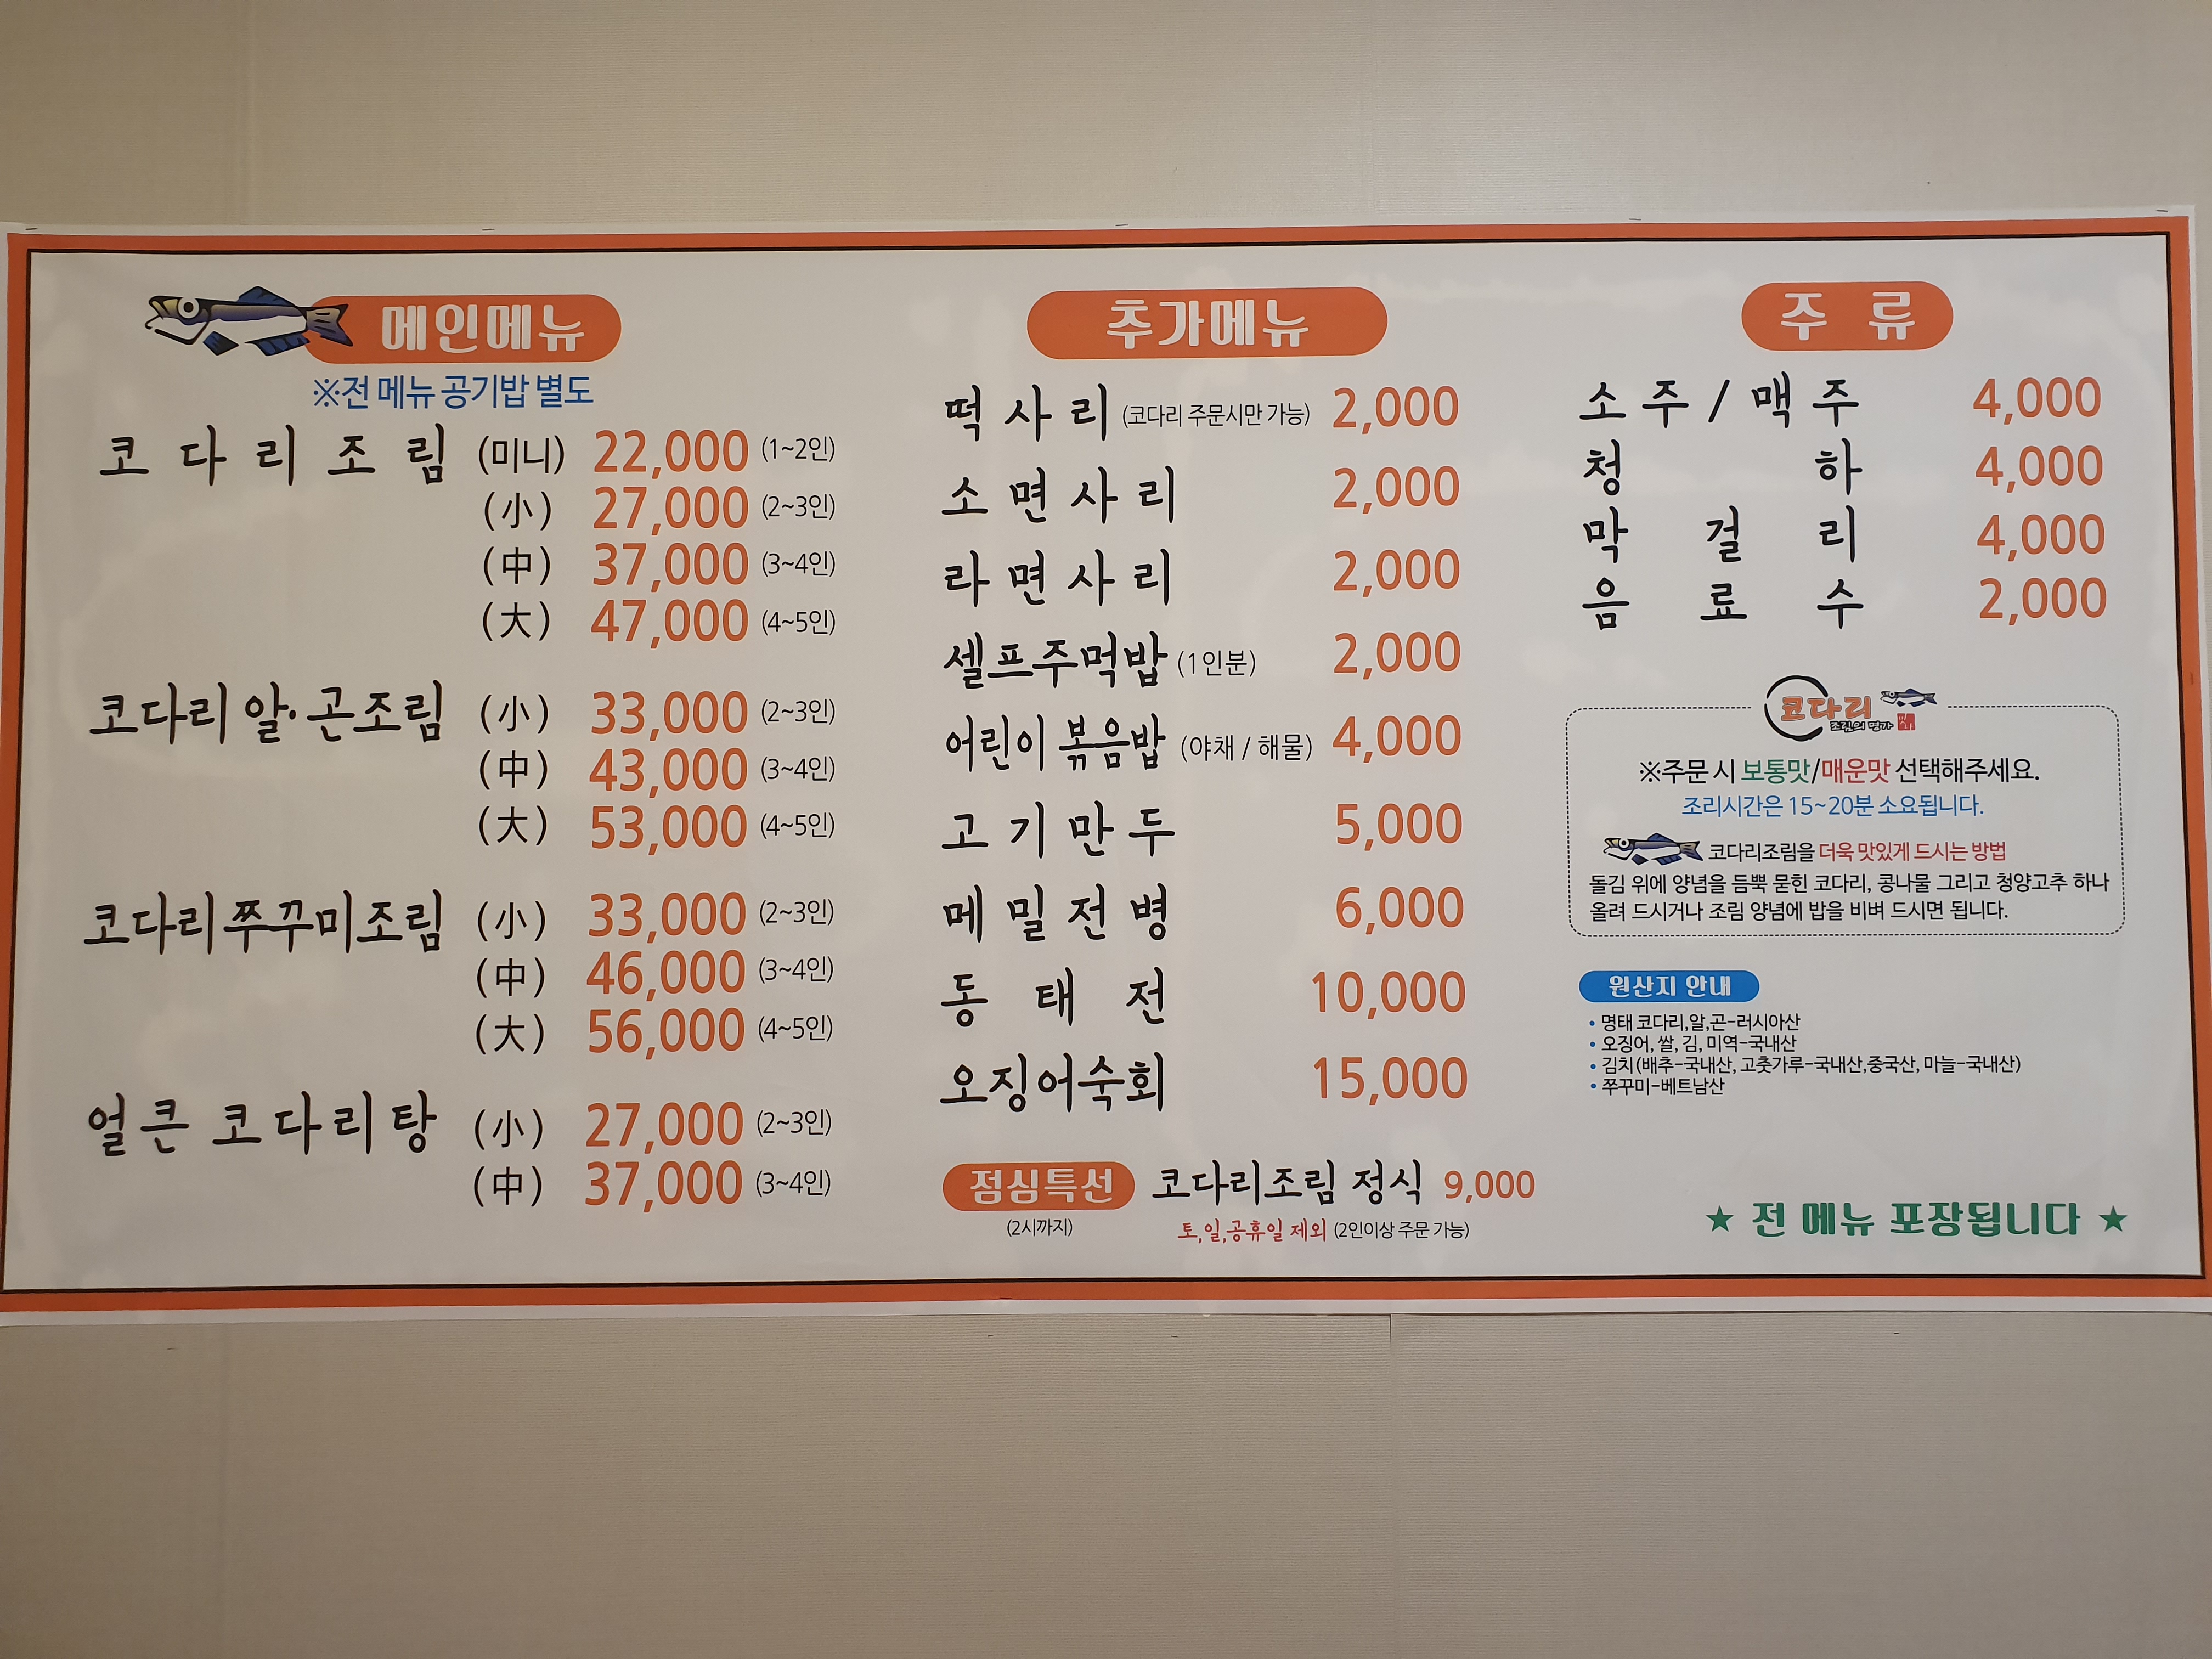 메인메뉴
※전 메뉴 공기밥 별도
코다리조림 (미니) 22,000 (1~2인)
(小) 27,000 (2~3인)
(中) 37,000 (3~4인)
(大) 47,000 (4~5인)
코다리 알·곤조림 (小) 33,000 (2~3인)
(中) 43,000 (3~4인)
(大) 53,000 (4~5인)
코다리쭈꾸미조림 (小) 33,000 (2~3인)
(中) 46,000 (3~4인)
(大) 56,000 (4~5인)
얼큰 코다리탕 (小) 27,000 (2~3인)
(中) 37,000 (3~4인)
추가메뉴
떡사리 (코다리 주문시만 가능) 2,000
소면사리 2,000
라면사리 2,000
셀프주먹밥 (1인분) 2,000
어린이 볶음밥 (야채 / 해물) 4,000
고기만두 5,000
메밀전병 6,000
동태전 10,000
오징어숙회 15,000
점심특선 코다리조림 정식 9,000
(2시까지) 토,일,공휴일 제외 (2인이상 주문 가능)
주류
소주/맥주 4,000
청하 4,000
막걸리 4,000
음료수 2,000
코다리
조림의 명가
※주문 시 보통맛/매운맛 선택해주세요.
조리시간은 15~20분 소요됩니다.
코다리조림을 더욱 맛있게 드시는 방법
돌김 위에 양념을 듬뿍 묻힌 코다리, 콩나물 그리고 청양고추 하나
올려 드시거나 조림 양념에 밥을 비벼 드시면 됩니다.
원산지 안내
• 명태 코다리,알,곤-러시아산
• 오징어, 쌀, 김, 미역-국내산
• 김치(배추-국내산, 고춧가루-국내산,중국산, 마늘-국내산)
• 쭈꾸미-베트남산
★ 전 메뉴 포장됩니다 ★